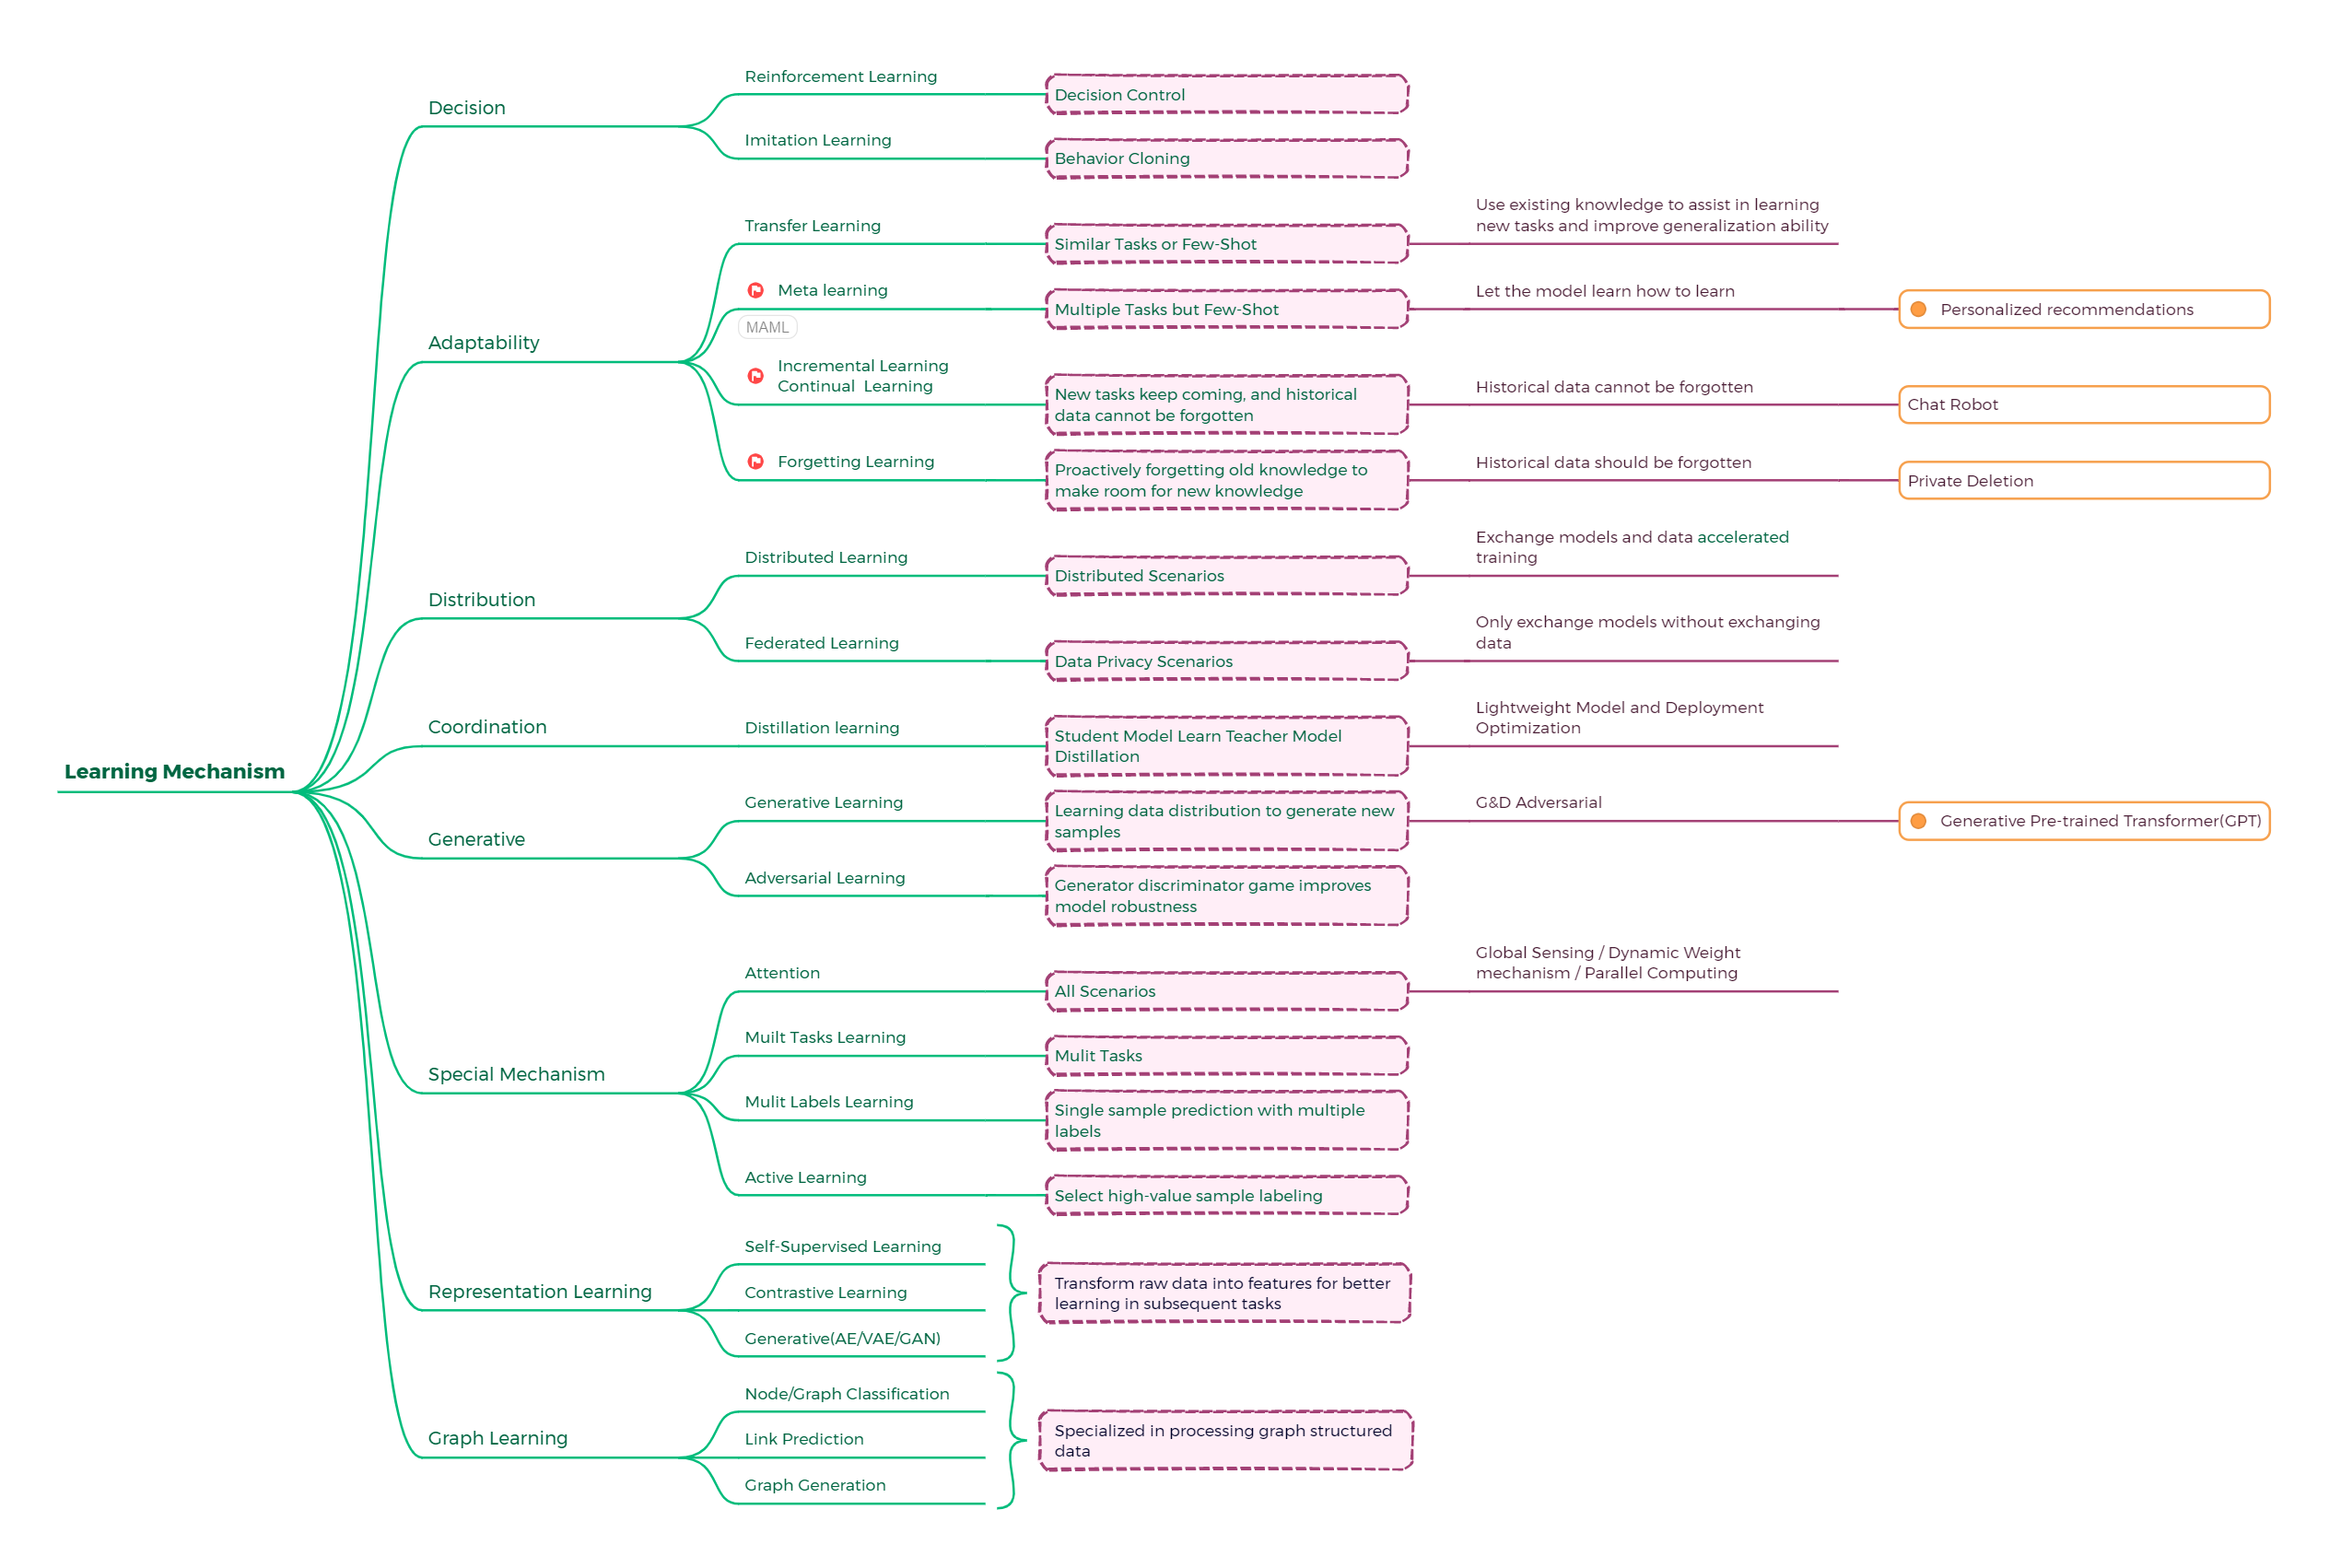 Learning Mechanism
Decision
Reinforcement Learning
Decision Control
Imitation Learning
Behavior Cloning
Adaptability
Transfer Learning
Similar Tasks or Few-Shot
Use existing knowledge to assist in learning
new tasks and improve generalization ability
Meta learning
MAML
Multiple Tasks but Few-Shot
Let the model learn how to learn
Personalized recommendations
Incremental Learning
Continual  Learning
New tasks keep coming, and historical
data cannot be forgotten
Historical data cannot be forgotten
Chat Robot
Forgetting Learning
Proactively forgetting old knowledge to
make room for new knowledge
Historical data should be forgotten
Private Deletion
Distribution
Distributed Learning
Distributed Scenarios
Exchange models and data accelerated
training
Federated Learning
Data Privacy Scenarios
Only exchange models without exchanging
data
Coordination
Distillation learning
Student Model Learn Teacher Model
Distillation
Lightweight Model and Deployment
Optimization
Generative
Generative Learning
Learning data distribution to generate new
samples
G&D Adversarial
Generative Pre-trained Transformer(GPT)
Adversarial Learning
Generator discriminator game improves
model robustness
Special Mechanism
Attention
All Scenarios
Global Sensing / Dynamic Weight
mechanism / Parallel Computing
Muilt Tasks Learning
Mulit Tasks
Mulit Labels Learning
Single sample prediction with multiple
labels
Active Learning
Select high-value sample labeling
Representation Learning
Self-Supervised Learning
Contrastive Learning
Generative(AE/VAE/GAN)
Transform raw data into features for better
learning in subsequent tasks
Graph Learning
Node/Graph Classification
Link Prediction
Graph Generation
Specialized in processing graph structured
data